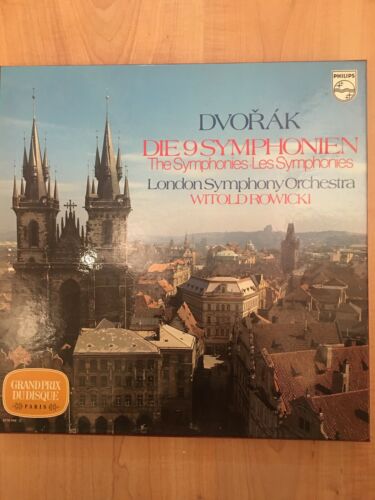 PHILIPS
DVOŘÁK
DIE 9 SYMPHONIEN
The Symphonies·Les Symphonies
London Symphony Orchestra
WITOLD ROWICKI
GRAND PRIX
DU DISQUE
PARIS